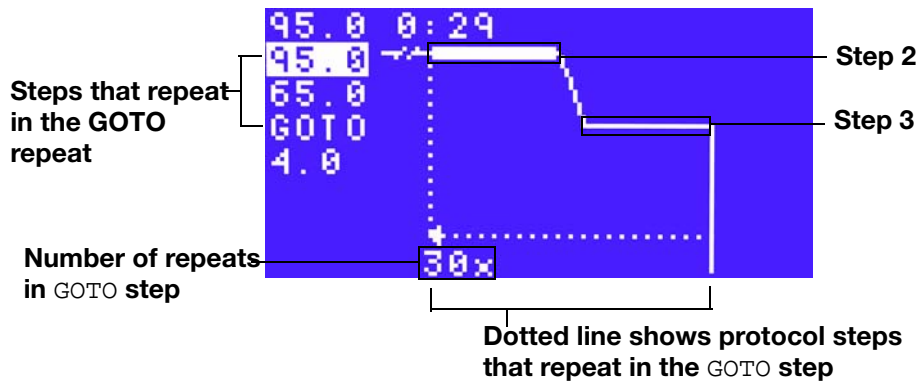 95.0 0:29
95.0
65.0
GOTO
4.0
30x
Step 2
Step 3
Steps that repeat
in the GOTO
repeat
Number of repeats
in GOTO step
Dotted line shows protocol steps
that repeat in the GOTO step